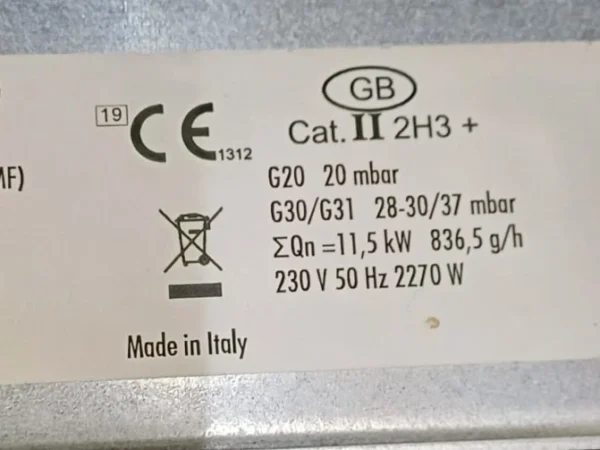 GB
19 CE 1312
Cat. II 2H3 +
G20 20 mbar
G30/G31 28-30/37 mbar
ΣQn =11,5 kW 836,5 g/h
230 V 50 Hz 2270 W
Made in Italy